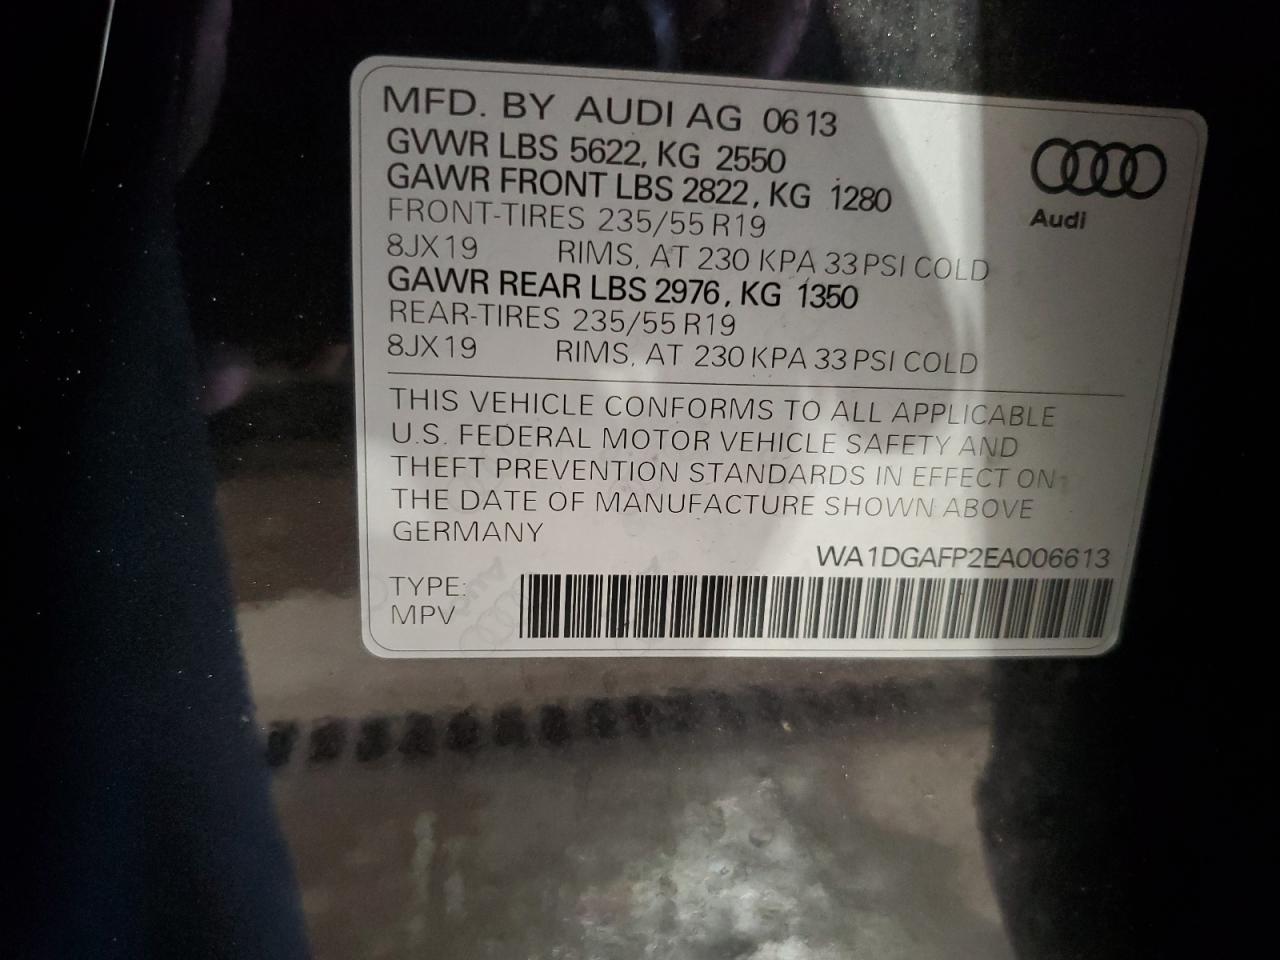 MFD. BY AUDI AG 0613
GVWR LBS 5622, KG 2550
GAWR FRONT LBS 2822, KG 1280
FRONT-TIRES 235/55 R19
8JX19 RIMS, AT 230 KPA 33 PSI COLD
GAWR REAR LBS 2976, KG 1350
REAR-TIRES 235/55 R19
8JX19 RIMS, AT 230 KPA 33 PSI COLD
Audi
THIS VEHICLE CONFORMS TO ALL APPLICABLE
U.S. FEDERAL MOTOR VEHICLE SAFETY AND
THEFT PREVENTION STANDARDS IN EFFECT ON
THE DATE OF MANUFACTURE SHOWN ABOVE
GERMANY
WA1DGAFP2EA006613
TYPE:
MPV